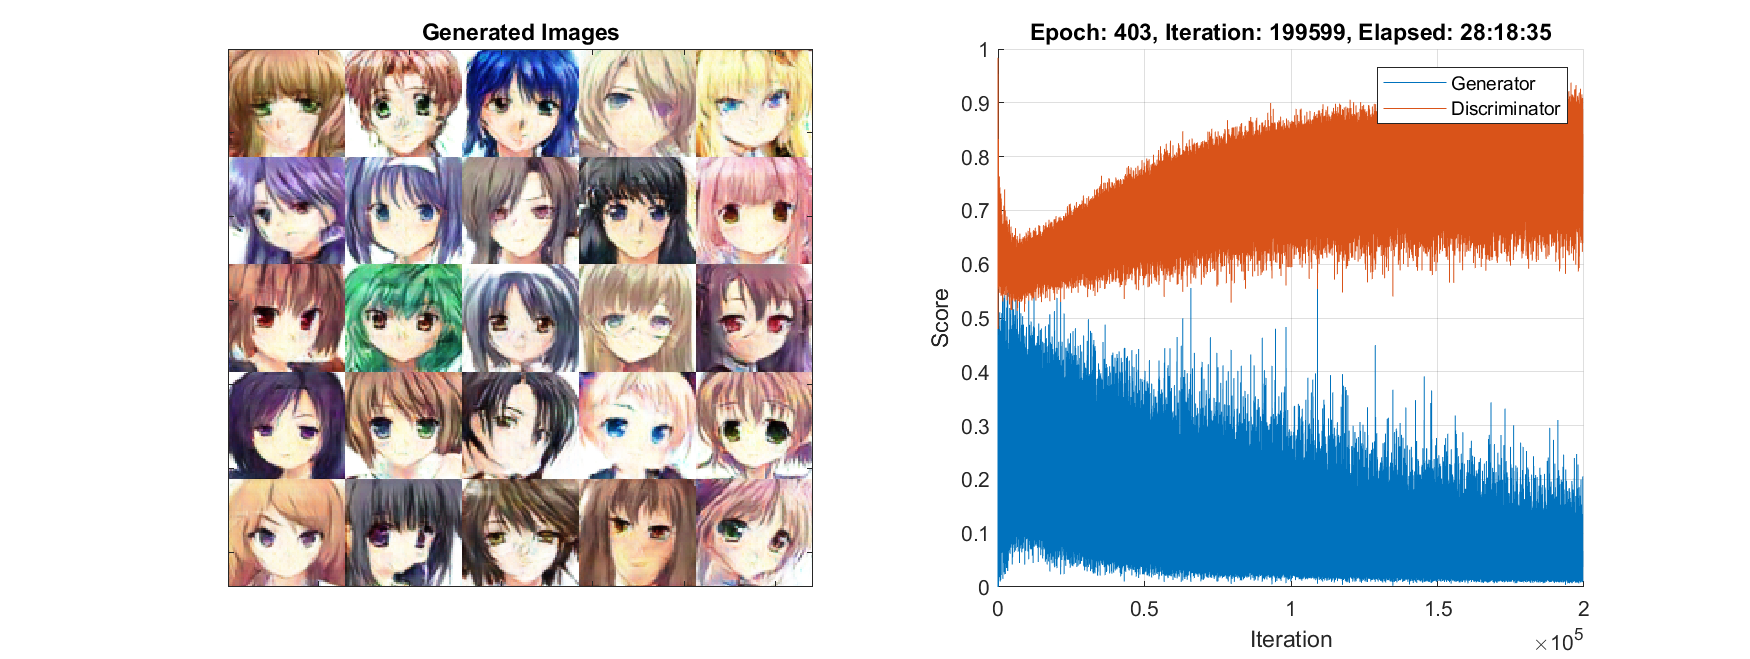 Generated Images
Epoch: 403, Iteration: 199599, Elapsed: 28:18:35
Generator
Discriminator
Score
1
0.9
0.8
0.7
0.6
0.5
0.4
0.3
0.2
0.1
0
0 0.5 1 1.5 2
Iteration
×10⁵